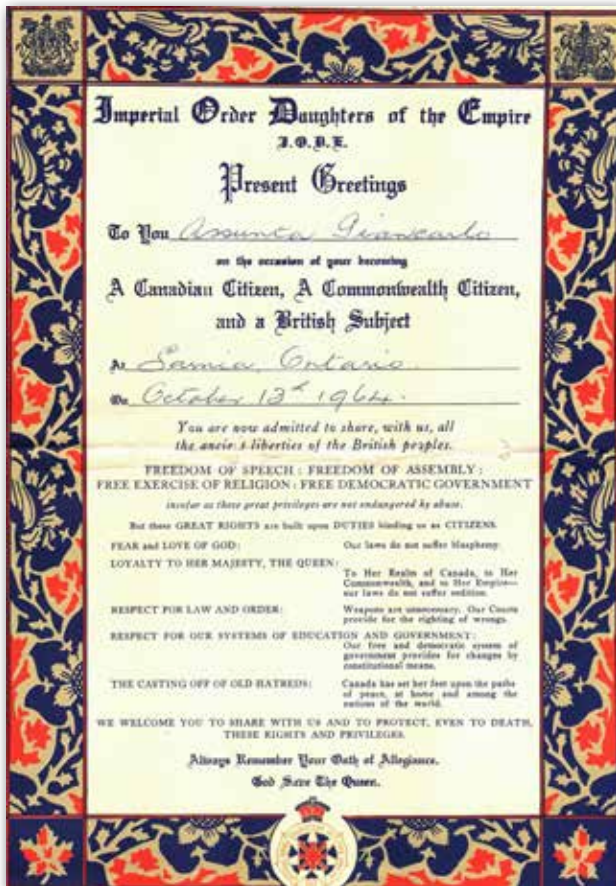 Imperial Order Daughters of the Empire
I.O.D.E.
Present Greetings
To You Assunta Giancarlo
on the occasion of your becoming
A Canadian Citizen, A Commonwealth Citizen,
and a British Subject
At Sarnia, Ontario.
On October 13th 1964.
You are now admitted to share, with us, all
the ancient liberties of the British peoples.
FREEDOM OF SPEECH : FREEDOM OF ASSEMBLY :
FREE EXERCISE OF RELIGION : FREE DEMOCRATIC GOVERNMENT
insofar as these great privileges are not endangered by abuse.
But these GREAT RIGHTS are built upon DUTIES binding us as CITIZENS.
FEAR and LOVE OF GOD: Our laws do not suffer blasphemy.
LOYALTY TO HER MAJESTY, THE QUEEN:
To Her Realm of Canada, to Her
Commonwealth, and to Her Empire—
our laws do not suffer sedition.
RESPECT FOR LAW AND ORDER: Weapons are unnecessary. Our Courts
provide for the righting of wrongs.
RESPECT FOR OUR SYSTEMS OF EDUCATION AND GOVERNMENT:
Our free and democratic system of
government provides for changes by
constitutional means.
THE CASTING OFF OF OLD HATREDS: Canada has set her feet upon the paths
of peace, at home and among the
nations of the world.
WE WELCOME YOU TO SHARE WITH US AND TO PROTECT, EVEN TO DEATH,
THESE RIGHTS AND PRIVILEGES.
Always Remember Your Oath of Allegiance.
God Save The Queen.